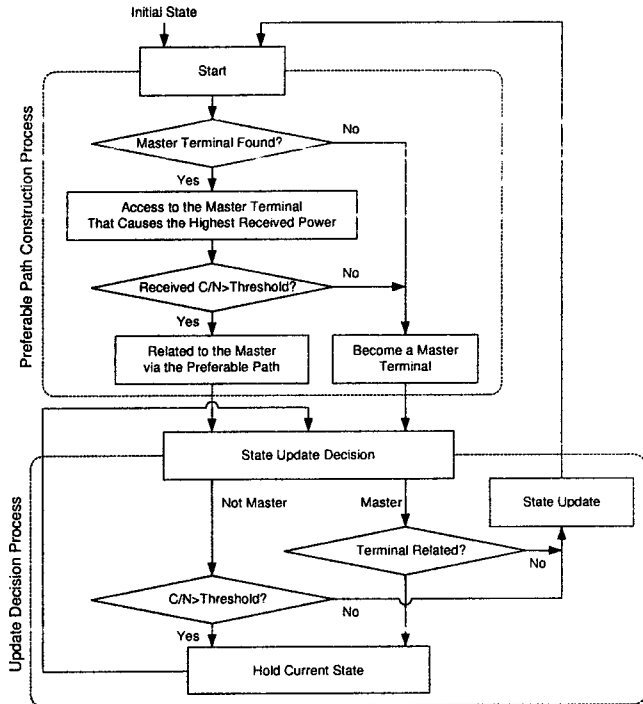 Initial State
Start
Master Terminal Found?
No
Yes
Access to the Master Terminal
That Causes the Highest Received Power
Received C/N>Threshold?
No
Yes
Related to the Master
via the Preferable Path
Become a Master
Terminal
Preferable Path Construction Process
State Update Decision
Not Master
Master
State Update
Terminal Related?
No
C/N>Threshold?
No
Yes
Hold Current State
Update Decision Process